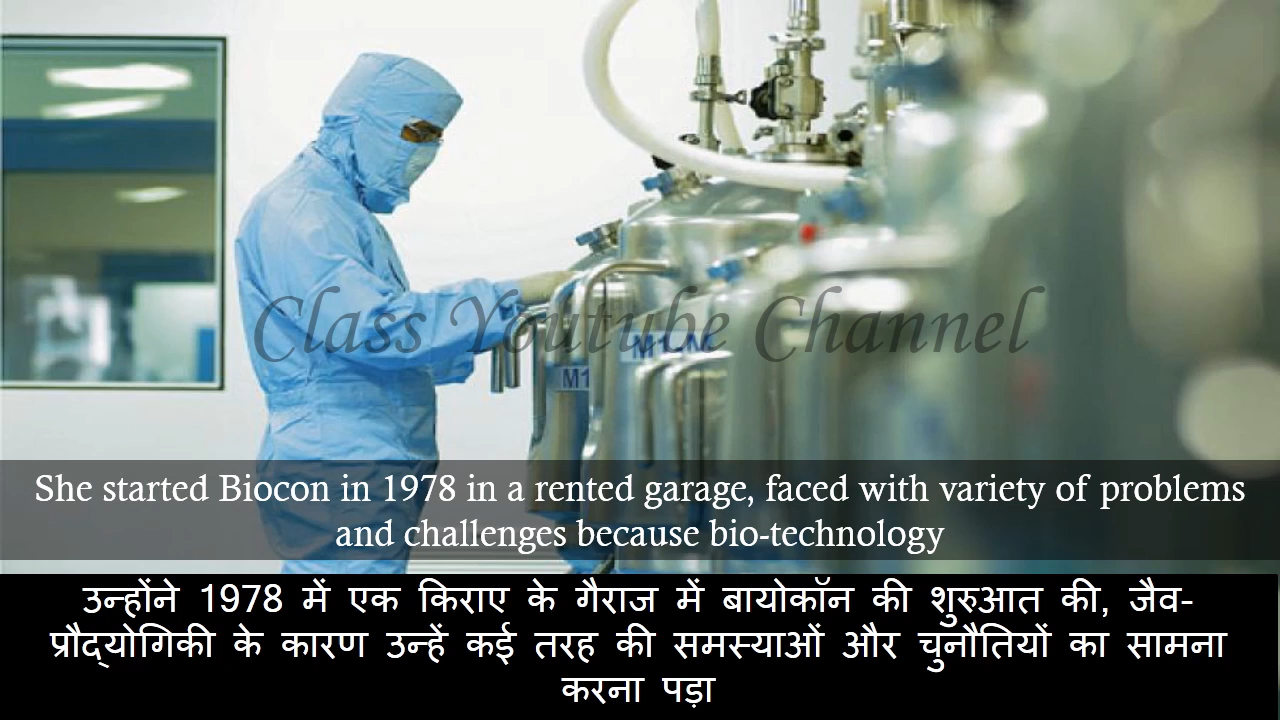 Class Youtube Channel
M1
She started Biocon in 1978 in a rented garage, faced with variety of problems
and challenges because bio-technology
उन्होंने 1978 में एक किराए के गैराज में बायोकॉन की शुरुआत की, जैव-
प्रौद्योगिकी के कारण उन्हें कई तरह की समस्याओं और चुनौतियों का सामना
करना पड़ा